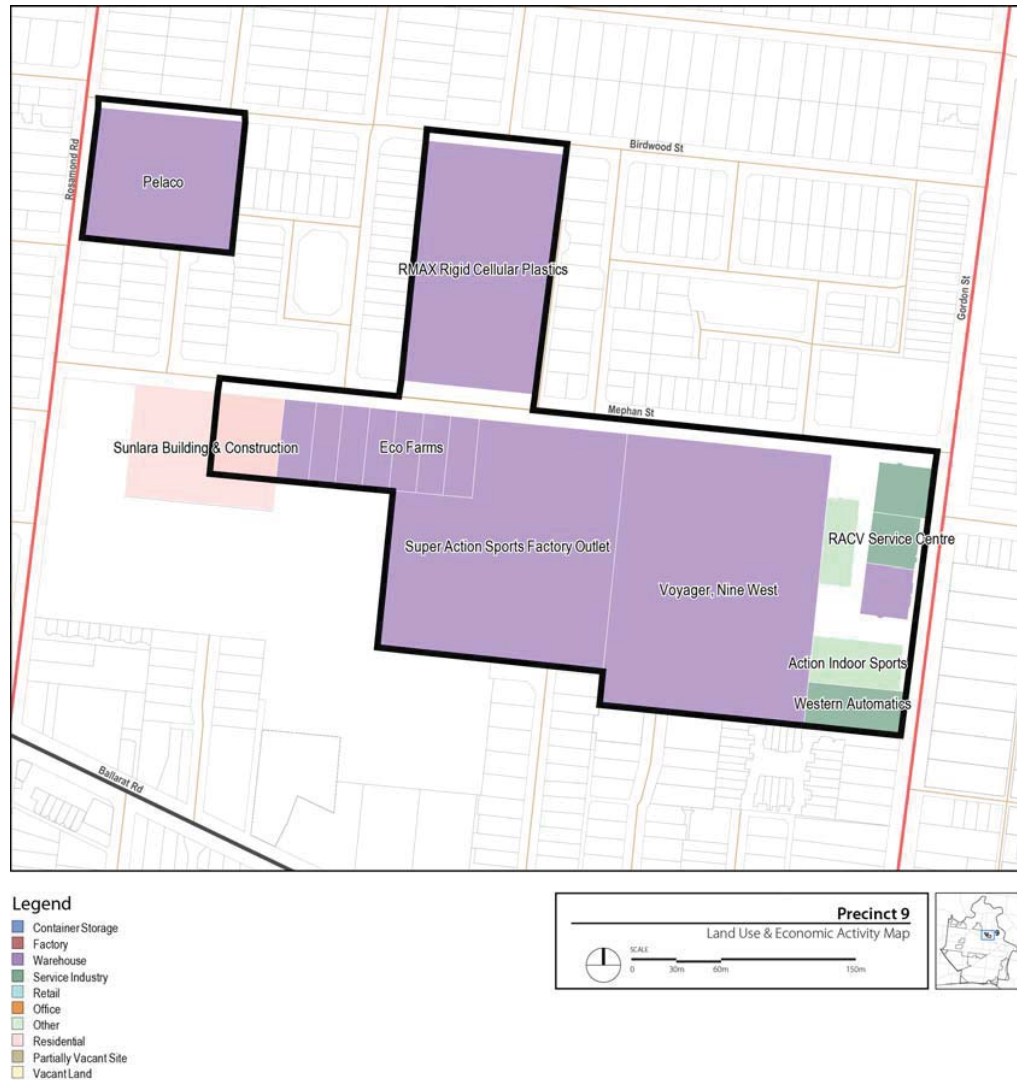 Birdwood St
Rosamond Rd
Pelaco
RMAX Rigid Cellular Plastics
Gordon St
Mephan St
Sunlara Building & Construction
Eco Farms
RACV Service Centre
Super Action Sports Factory Outlet
Voyager, Nine West
Action Indoor Sports
Western Automatics
Ballarat Rd
Legend
Container Storage
Factory
Warehouse
Service Industry
Retail
Office
Other
Residential
Partially Vacant Site
Vacant Land
Precinct 9
Land Use & Economic Activity Map
SCALE
0 30m 60m 150m
9